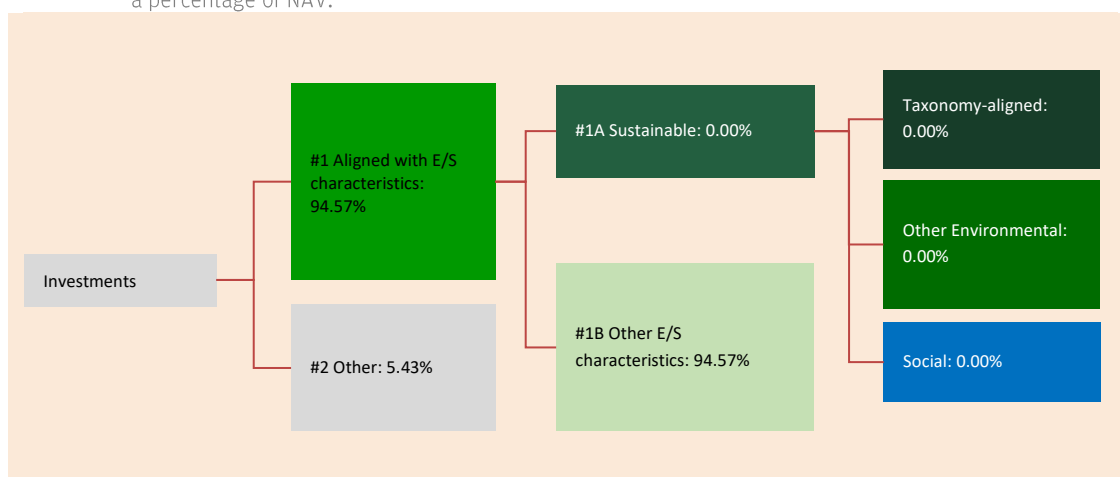 a percentage of NAV.
Investments
#1 Aligned with E/S
characteristics:
94.57%
#2 Other: 5.43%
#1A Sustainable: 0.00%
#1B Other E/S
characteristics: 94.57%
Taxonomy-aligned:
0.00%
Other Environmental:
0.00%
Social: 0.00%